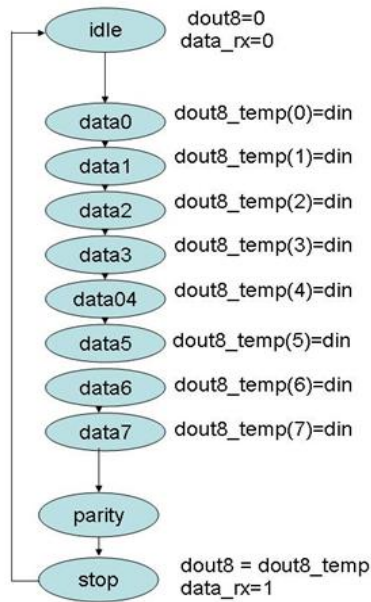 idle
dout8=0
data_rx=0
data0
dout8_temp(0)=din
data1
dout8_temp(1)=din
data2
dout8_temp(2)=din
data3
dout8_temp(3)=din
data04
dout8_temp(4)=din
data5
dout8_temp(5)=din
data6
dout8_temp(6)=din
data7
dout8_temp(7)=din
parity
stop
dout8 = dout8_temp
data_rx=1